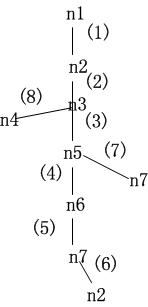 n1
(1)
n2
(2)
(8)
n3
n4
(3)
n5
(7)
(4)
n7
n6
(5)
n7
(6)
n2